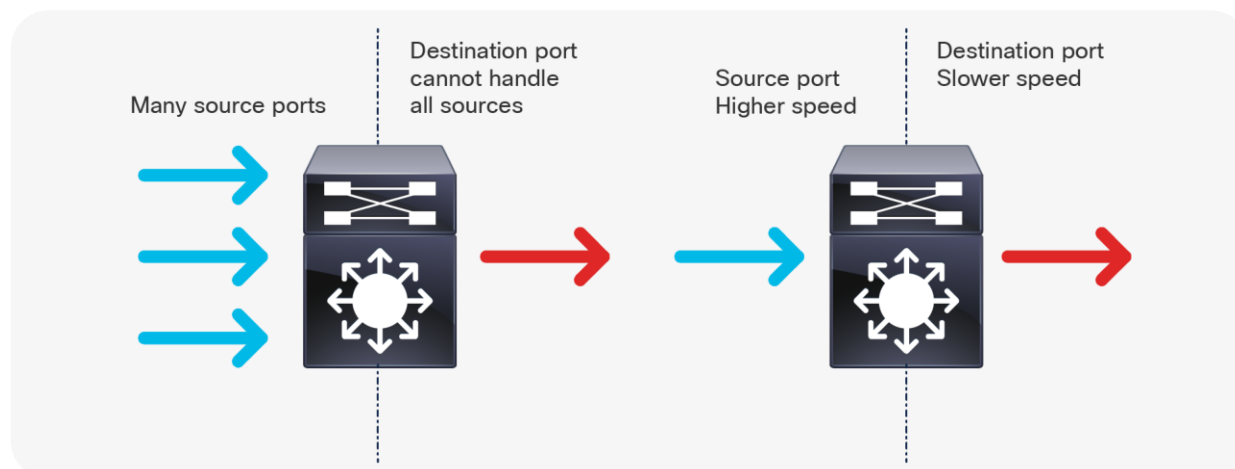 Many source ports
Destination port
cannot handle
all sources
Source port
Higher speed
Destination port
Slower speed